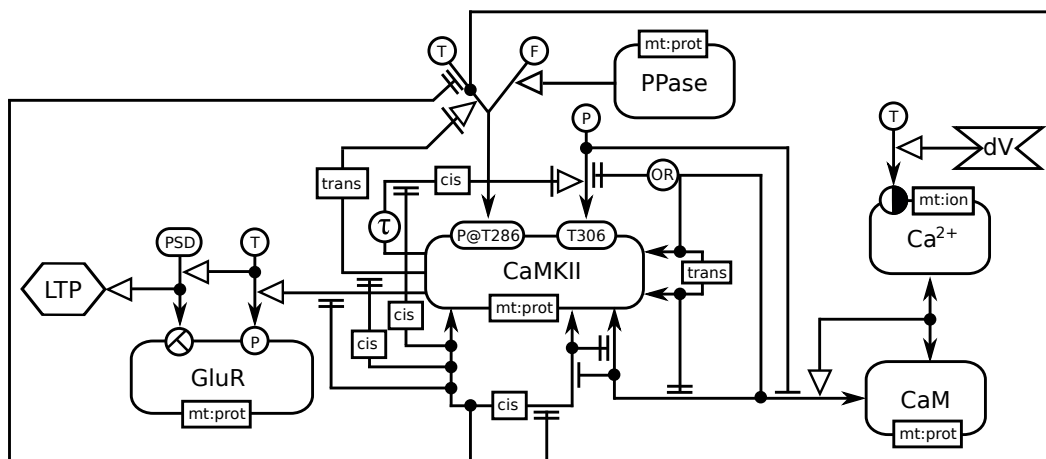 mt:prot
T
F
PPase
P
T
dV
trans
cis
OR
mt:ion
Ca2+
τ
P@T286
T306
PSD
T
CaMKII
trans
LTP
mt:prot
cis
cis
P
GluR
mt:prot
cis
CaM
mt:prot